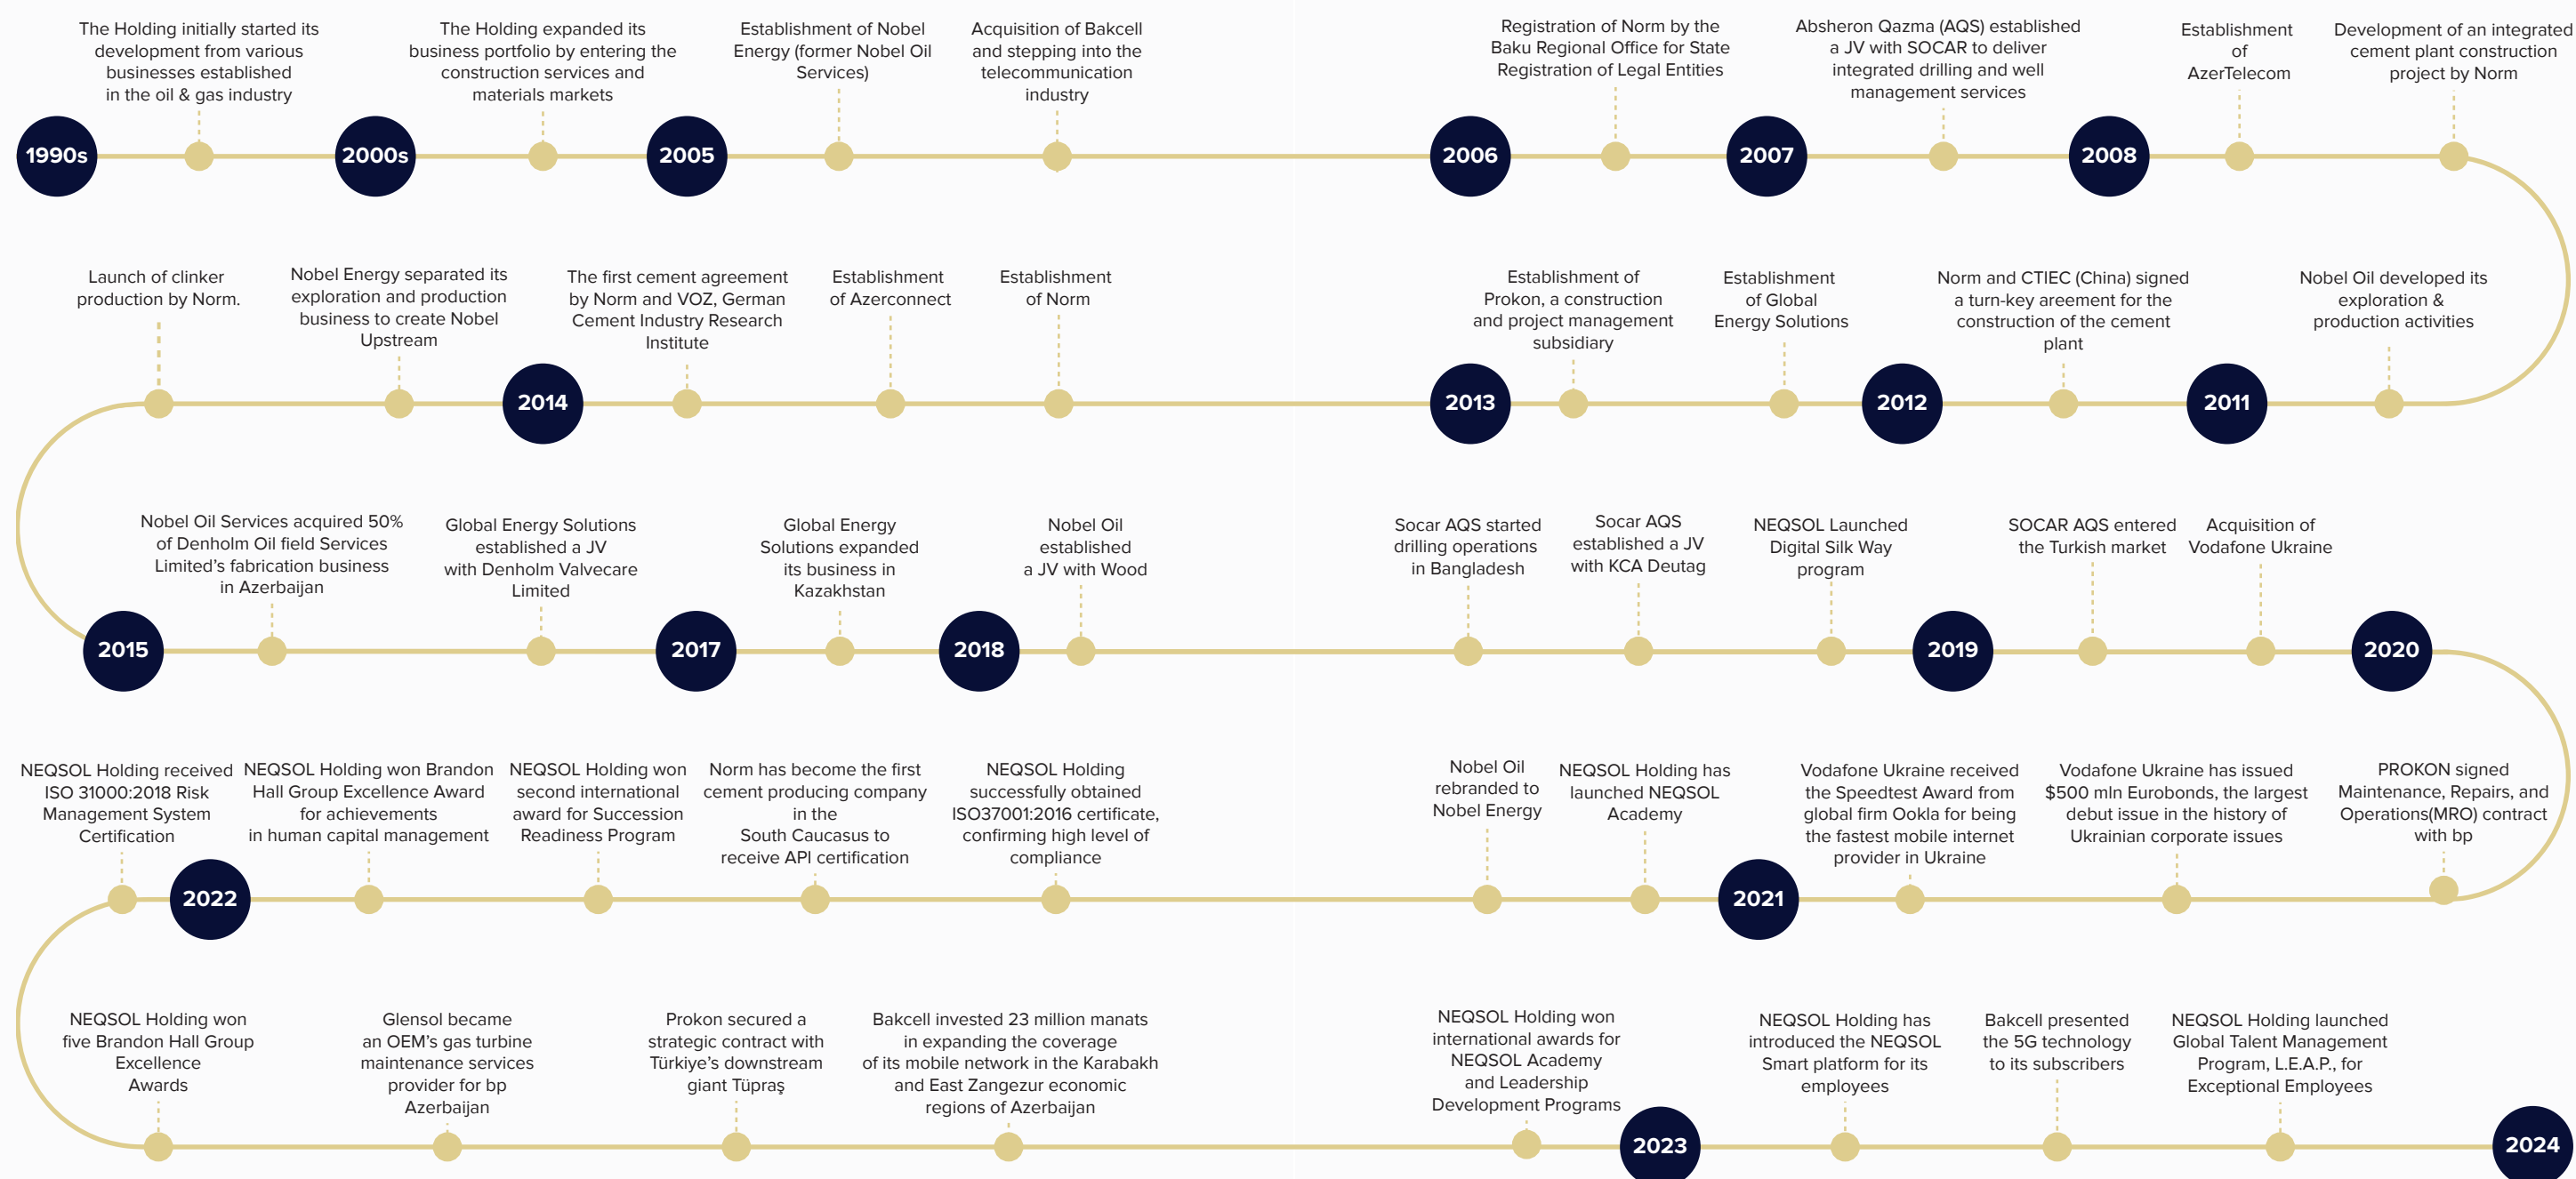 1990s
The Holding initially started its
development from various
businesses established
in the oil & gas industry
2000s
The Holding expanded its
business portfolio by entering the
construction services and
materials markets
2005
Establishment of Nobel
Energy (former Nobel Oil
Services)
Acquisition of Bakcell
and stepping into the
telecommunication
industry
2006
Registration of Norm by the
Baku Regional Office for State
Registration of Legal Entities
2007
Absheron Qazma (AQS) established
a JV with SOCAR to deliver
integrated drilling and well
management services
2008
Establishment
of
AzerTelecom
Development of an integrated
cement plant construction
project by Norm
Nobel Oil developed its
exploration &
production activities
2011
Norm and CTIEC (China) signed
a turn-key areement for the
construction of the cement
plant
2012
Establishment
of Global
Energy Solutions
Establishment of
Prokon, a construction
and project management
subsidiary
2013
Establishment
of Norm
Establishment
of Azerconnect
The first cement agreement
by Norm and VOZ, German
Cement Industry Research
Institute
2014
Nobel Energy separated its
exploration and production
business to create Nobel
Upstream
Launch of clinker
production by Norm.
2015
Nobel Oil Services acquired 50%
of Denholm Oil field Services
Limited's fabrication business
in Azerbaijan
Global Energy Solutions
established a JV
with Denholm Valvecare
Limited
2017
Global Energy
Solutions expanded
its business in
Kazakhstan
2018
Nobel Oil
established
a JV with Wood
Socar AQS started
drilling operations
in Bangladesh
Socar AQS
established a JV
with KCA Deutag
NEQSOL Launched
Digital Silk Way
program
2019
SOCAR AQS entered
the Turkish market
Acquisition of
Vodafone Ukraine
2020
PROKON signed
Maintenance, Repairs, and
Operations(MRO) contract
with bp
Vodafone Ukraine has issued
$500 mln Eurobonds, the largest
debut issue in the history of
Ukrainian corporate issues
Vodafone Ukraine received
the Speedtest Award from
global firm Ookla for being
the fastest mobile internet
provider in Ukraine
2021
NEQSOL Holding has
launched NEQSOL
Academy
Nobel Oil
rebranded to
Nobel Energy
NEQSOL Holding
successfully obtained
ISO37001:2016 certificate,
confirming high level of
compliance
Norm has become the first
cement producing company
in the
South Caucasus to
receive API certification
NEQSOL Holding won
second international
award for Succession
Readiness Program
NEQSOL Holding won Brandon
Hall Group Excellence Award
for achievements
in human capital management
2022
NEQSOL Holding received
ISO 31000:2018 Risk
Management System
Certification
NEQSOL Holding won
five Brandon Hall Group
Excellence
Awards
Glensol became
an OEM's gas turbine
maintenance services
provider for bp
Azerbaijan
Prokon secured a
strategic contract with
Türkiye's downstream
giant Tüpraş
Bakcell invested 23 million manats
in expanding the coverage
of its mobile network in the Karabakh
and East Zangezur economic
regions of Azerbaijan
NEQSOL Holding won
international awards for
NEQSOL Academy
and Leadership
Development Programs
2023
NEQSOL Holding has
introduced the NEQSOL
Smart platform for its
employees
Bakcell presented
the 5G technology
to its subscribers
NEQSOL Holding launched
Global Talent Management
Program, L.E.A.P., for
Exceptional Employees
2024